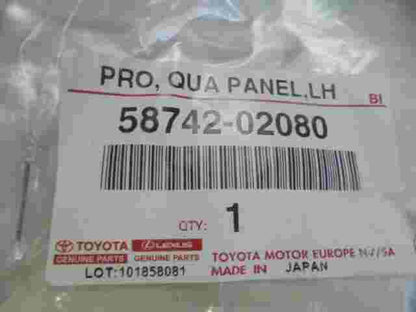 PRO, QUA PANEL,LH
BI
58742-02080
QTY: 1
TOYOTA LEXUS
GENUINE PARTS GENUINE PARTS
TOYOTA MOTOR EUROPE NV/SA
LOT:101858081
MADE IN JAPAN